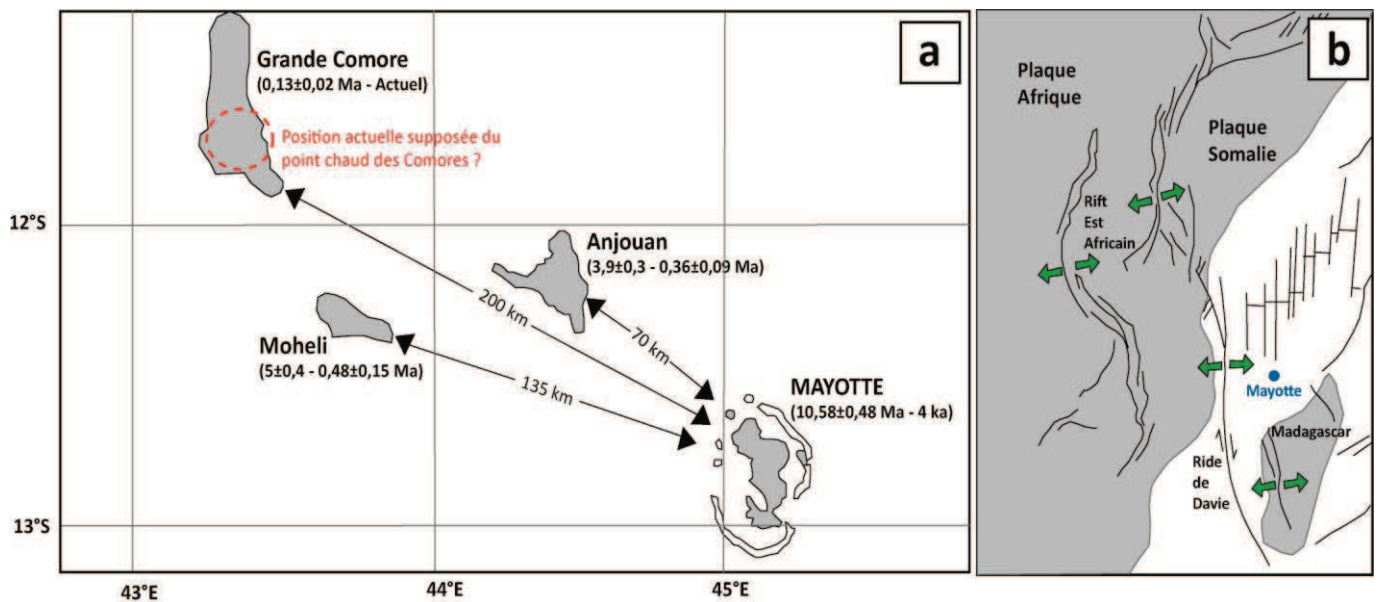 a
Grande Comore
(0,13±0,02 Ma - Actuel)
Position actuelle supposée du
point chaud des Comores ?
12°S
Anjouan
(3,9±0,3 - 0,36±0,09 Ma)
200 km
70 km
Moheli
(5±0,4 - 0,48±0,15 Ma)
135 km
MAYOTTE
(10,58±0,48 Ma - 4 ka)
13°S
43°E
44°E
45°E
b
Plaque
Afrique
Plaque
Somalie
Rift
Est
Africain
Mayotte
Madagascar
Ride
de
Davie